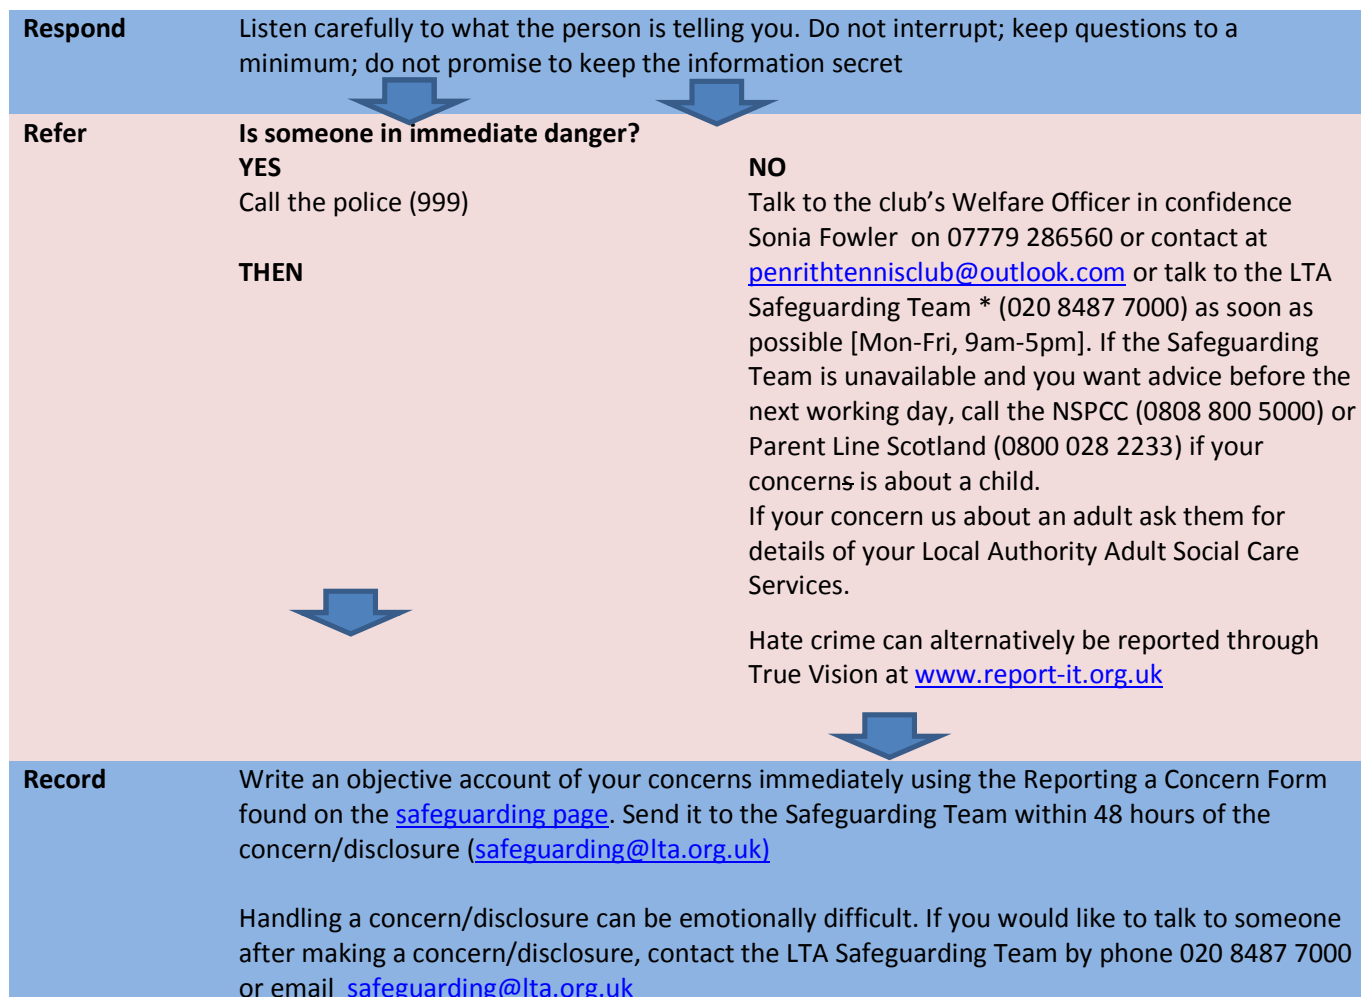 Respond
Listen carefully to what the person is telling you. Do not interrupt; keep questions to a
minimum; do not promise to keep the information secret
Refer
Is someone in immediate danger?
YES
Call the police (999)
THEN
NO
Talk to the club’s Welfare Officer in confidence
Sonia Fowler on 07779 286560 or contact at
penrithtennisclub@outlook.com or talk to the LTA
Safeguarding Team * (020 8487 7000) as soon as
possible [Mon-Fri, 9am-5pm]. If the Safeguarding
Team is unavailable and you want advice before the
next working day, call the NSPCC (0808 800 5000) or
Parent Line Scotland (0800 028 2233) if your
concerns is about a child.
If your concern us about an adult ask them for
details of your Local Authority Adult Social Care
Services.
Hate crime can alternatively be reported through
True Vision at www.report-it.org.uk
Record
Write an objective account of your concerns immediately using the Reporting a Concern Form
found on the safeguarding page. Send it to the Safeguarding Team within 48 hours of the
concern/disclosure (safeguarding@lta.org.uk)
Handling a concern/disclosure can be emotionally difficult. If you would like to talk to someone
after making a concern/disclosure, contact the LTA Safeguarding Team by phone 020 8487 7000
or email safeguarding@lta.org.uk